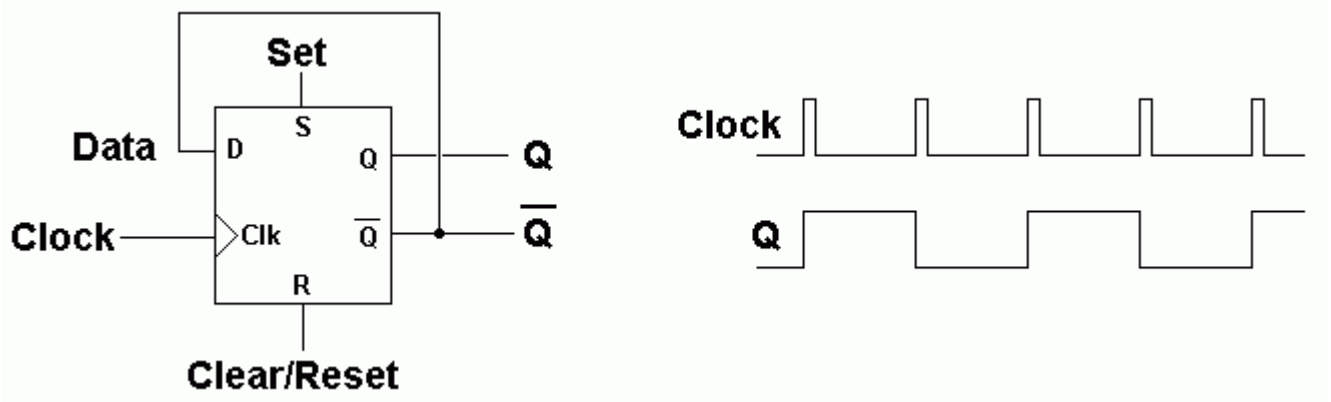 Set
S
Data
D
Q
Q
Clock
Clk
Q̅
Q̅
R
Clear/Reset
Clock
Q